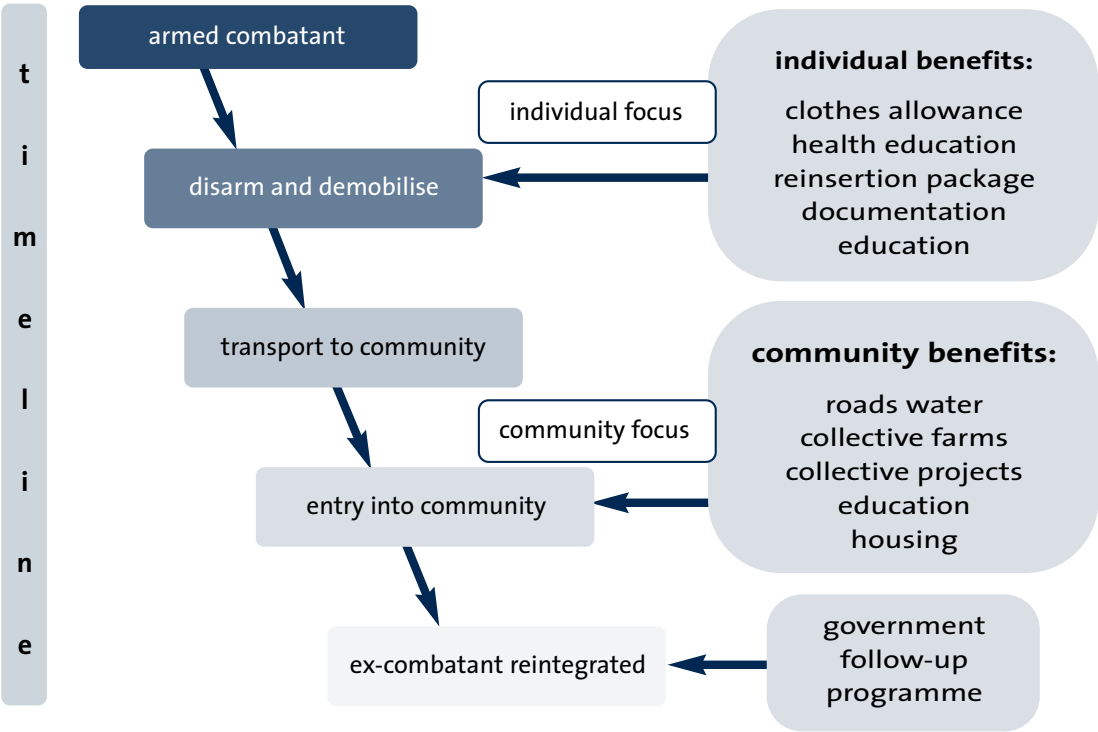 timeline
armed combatant
individual focus
disarm and demobilise
individual benefits:
clothes allowance
health education
reinsertion package
documentation
education
transport to community
community focus
entry into community
community benefits:
roads water
collective farms
collective projects
education
housing
ex-combatant reintegrated
government
follow-up
programme